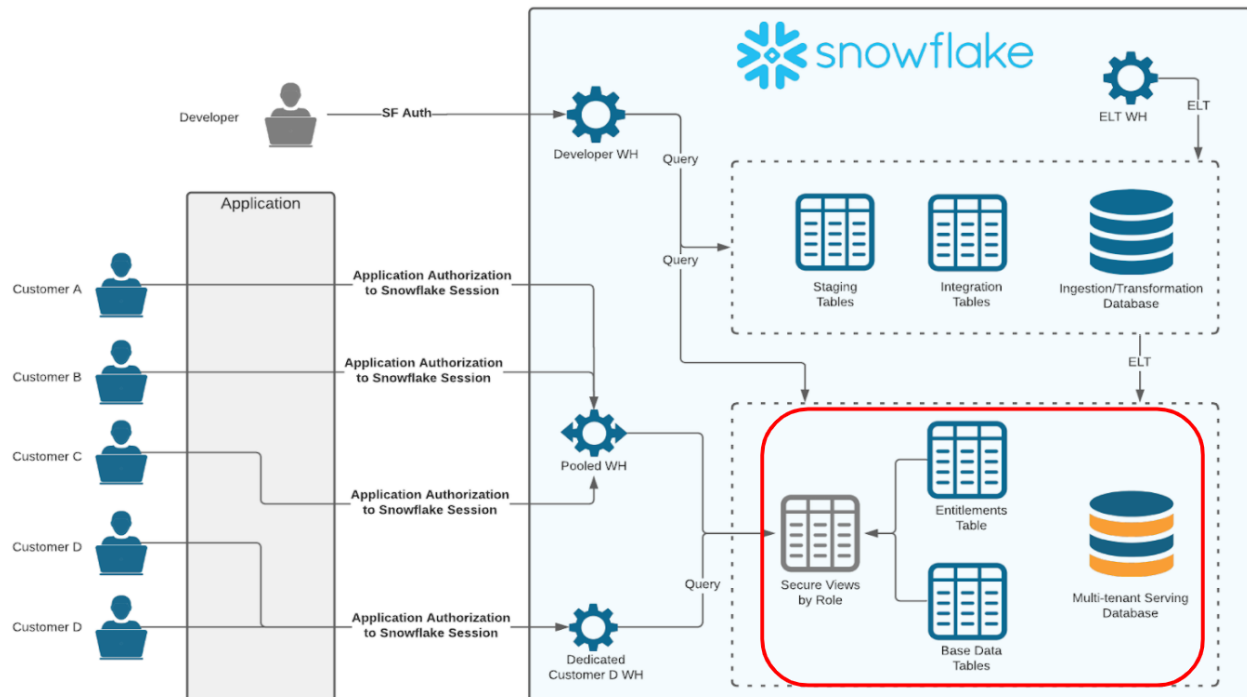 snowflake
Developer
SF Auth
Developer WH
ELT WH
ELT
Query
Application
Query
Staging
Tables
Integration
Tables
Ingestion/Transformation
Database
Customer A
Application Authorization
to Snowflake Session
Customer B
Application Authorization
to Snowflake Session
ELT
Customer C
Pooled WH
Application Authorization
to Snowflake Session
Entitlements
Table
Customer D
Secure Views
by Role
Query
Multi-tenant Serving
Database
Customer D
Application Authorization
to Snowflake Session
Dedicated
Customer D WH
Base Data
Tables